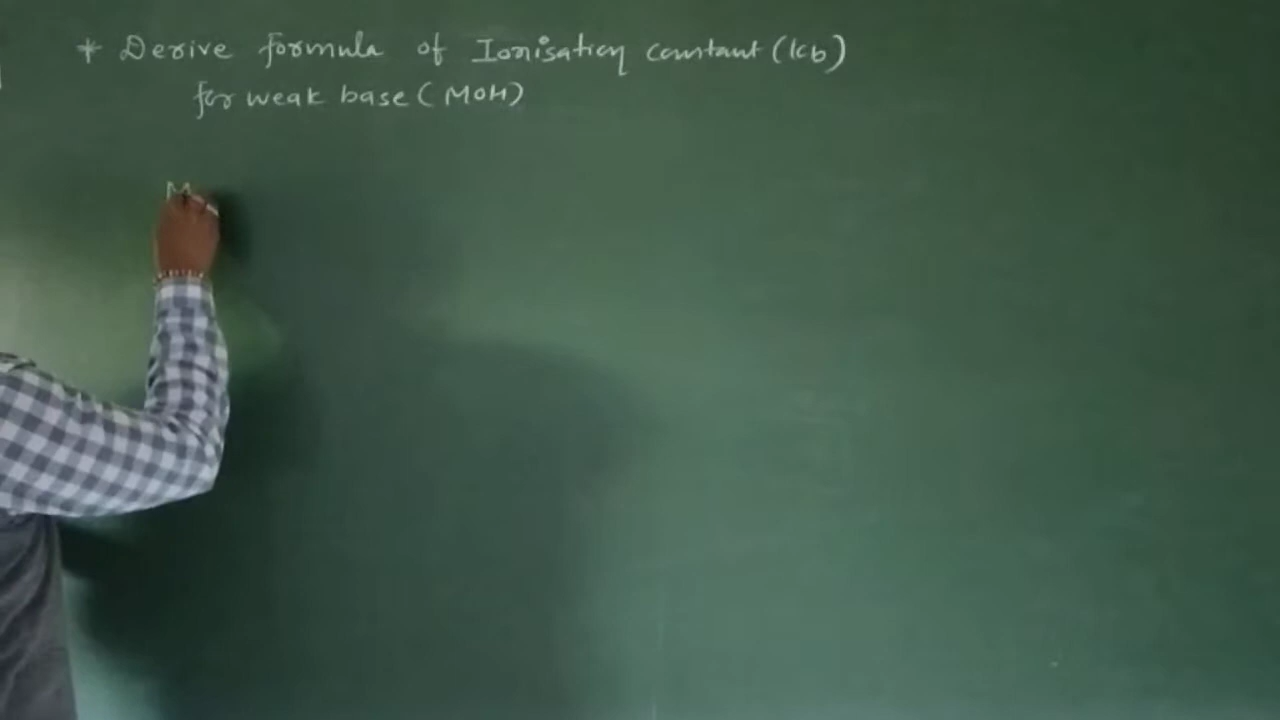 * Derive formula of Ionisation constant (Kb)
for weak base (MOH)
M